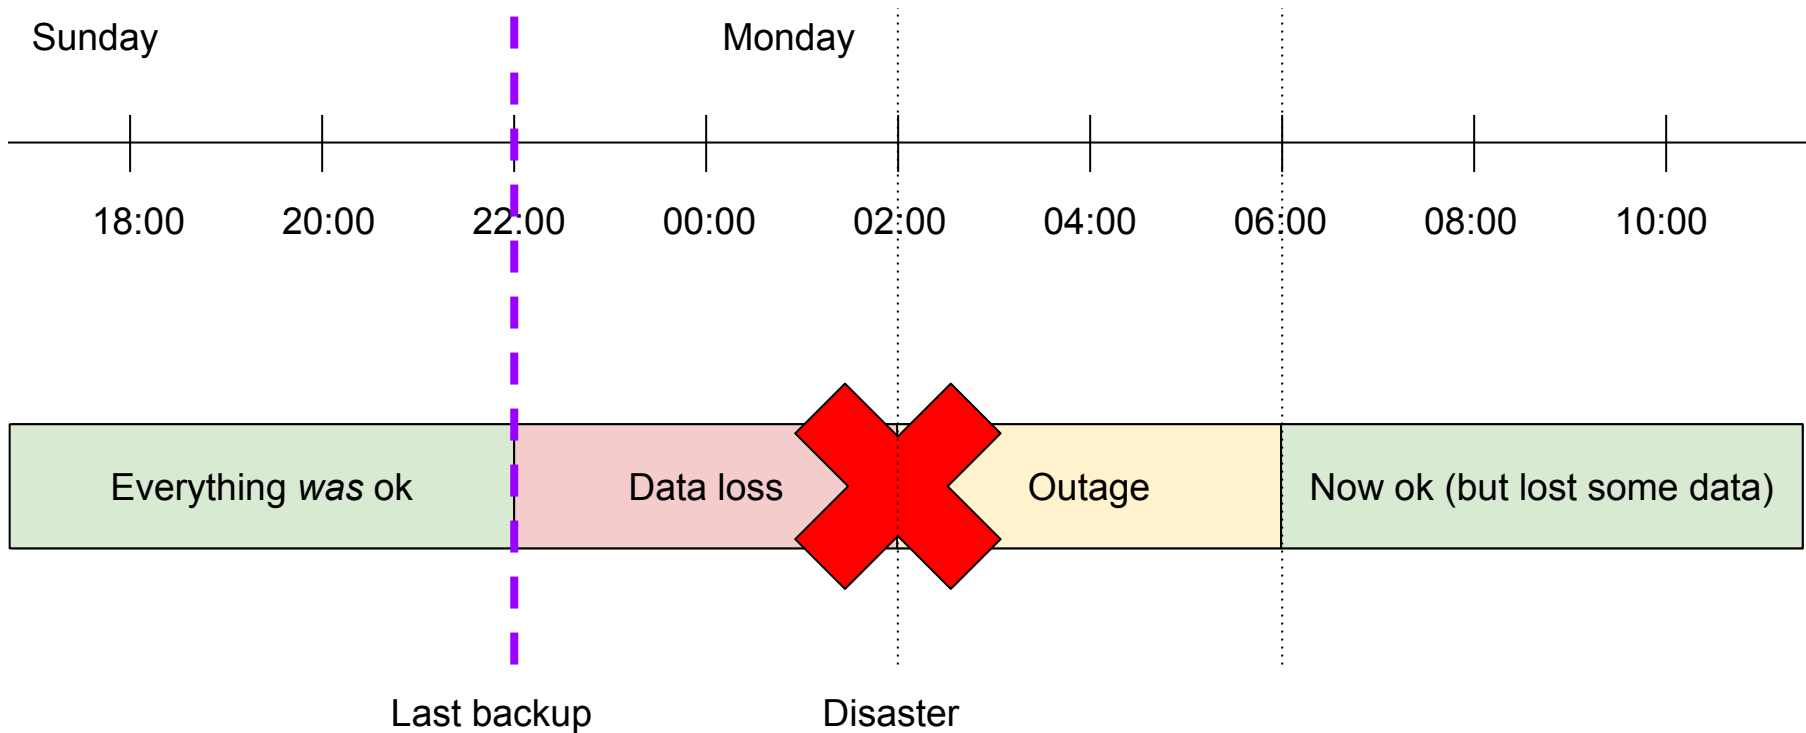 Sunday
Monday
18:00
20:00
22:00
00:00
02:00
04:00
06:00
08:00
10:00
Everything was ok
Data loss
Outage
Now ok (but lost some data)
Last backup
Disaster